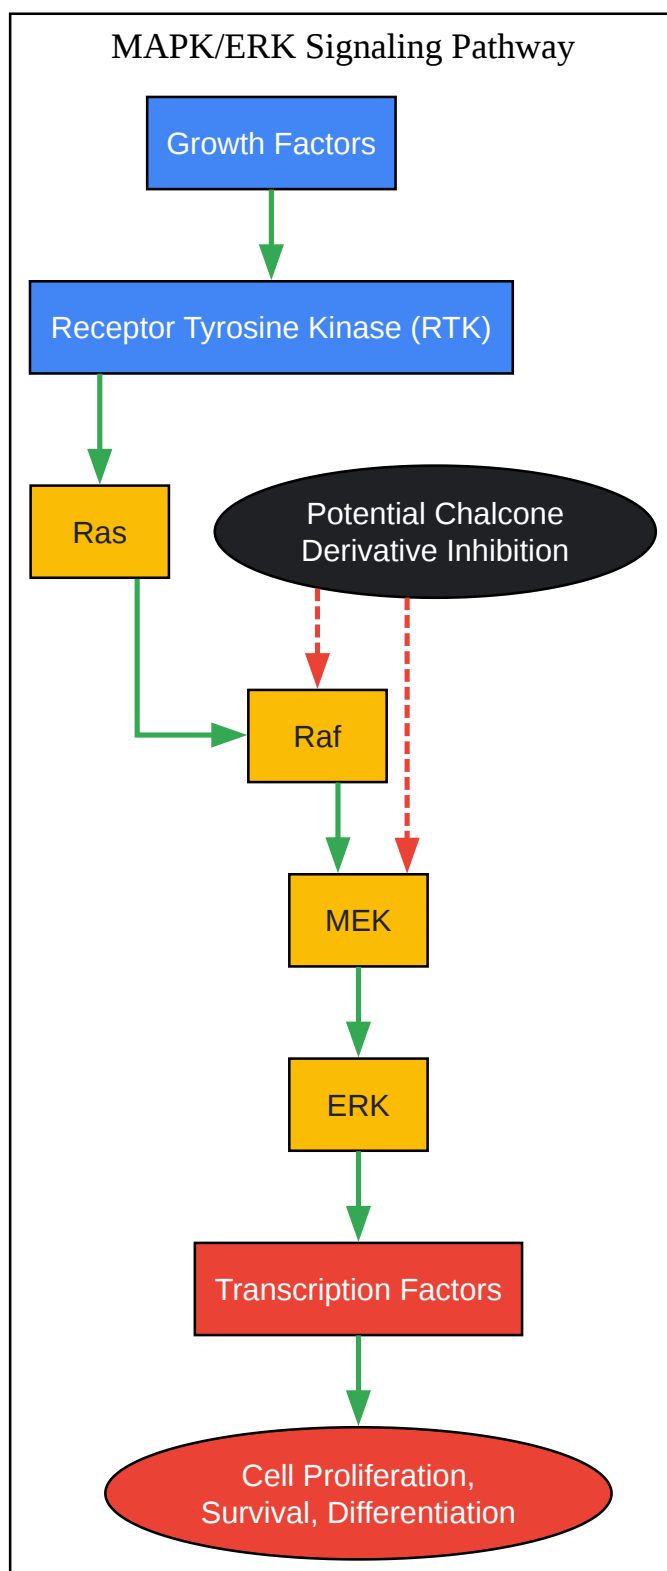 MAPK/ERK Signaling Pathway
Growth Factors
Receptor Tyrosine Kinase (RTK)
Ras
Potential Chalcone
Derivative Inhibition
Raf
MEK
ERK
Transcription Factors
Cell Proliferation,
Survival, Differentiation